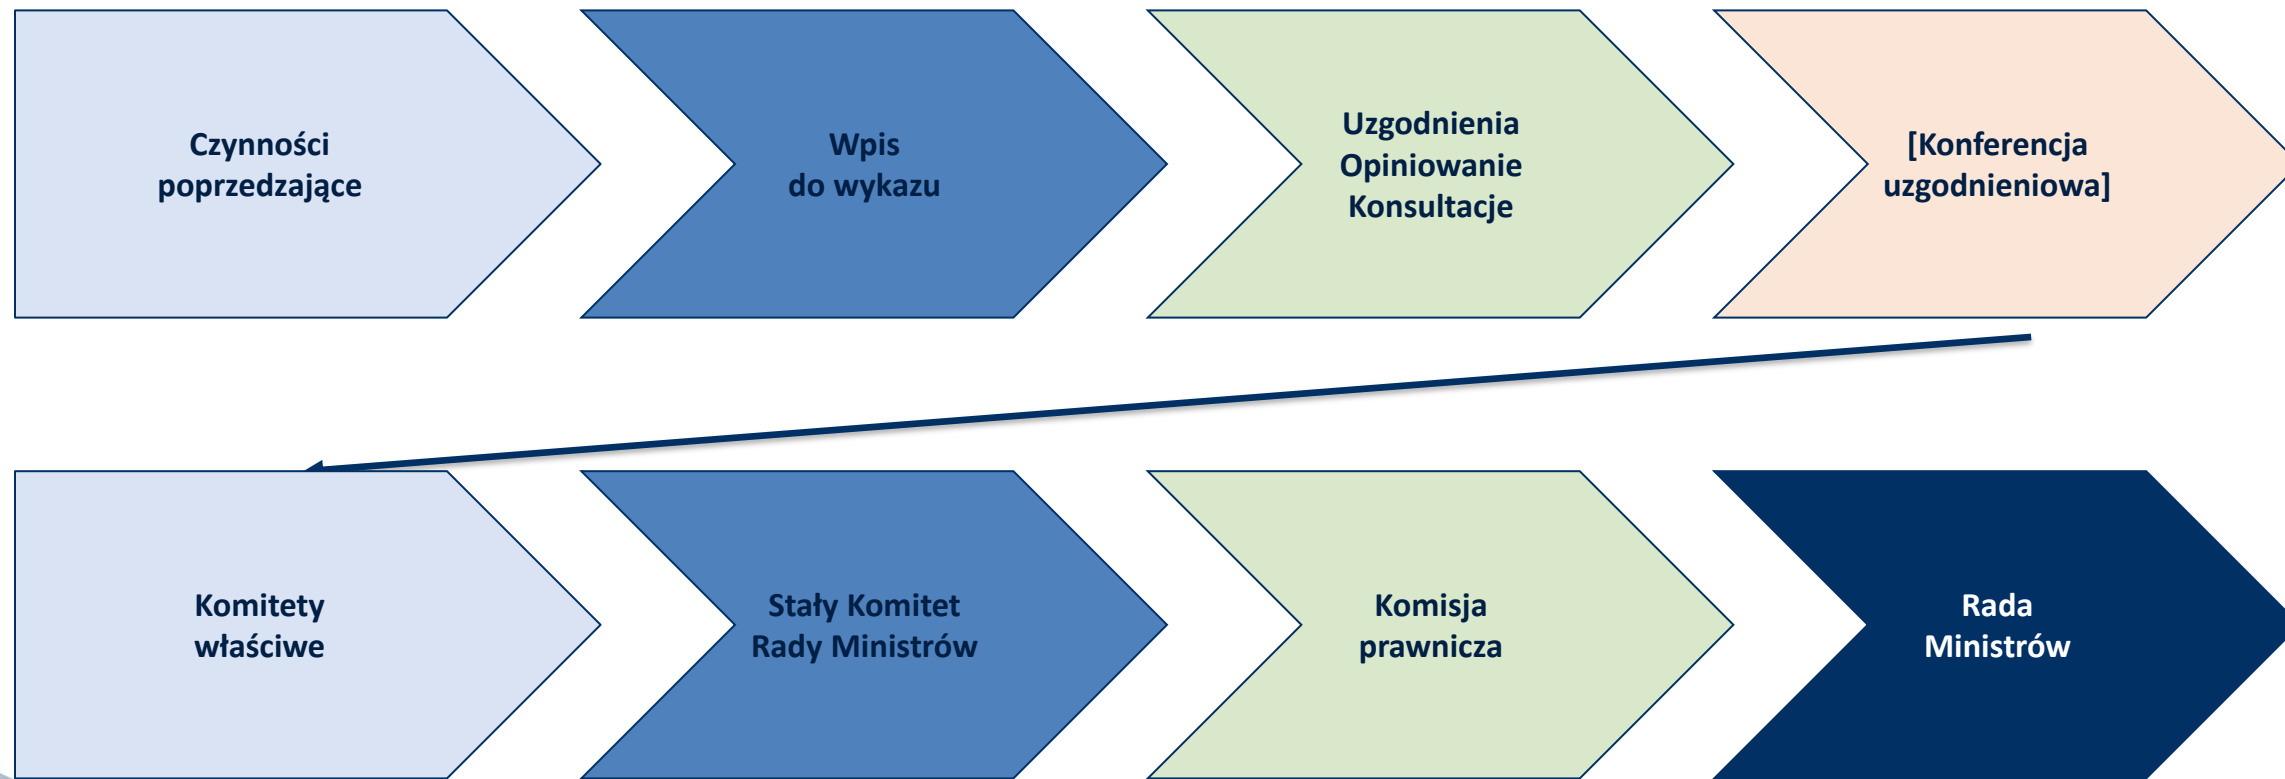 Czynności
poprzedzające
Wpis
do wykazu
Uzgodnienia
Opiniowanie
Konsultacje
[Konferencja
uzgodnieniowa]
Komitety
właściwe
Stały Komitet
Rady Ministrów
Komisja
prawnicza
Rada
Ministrów